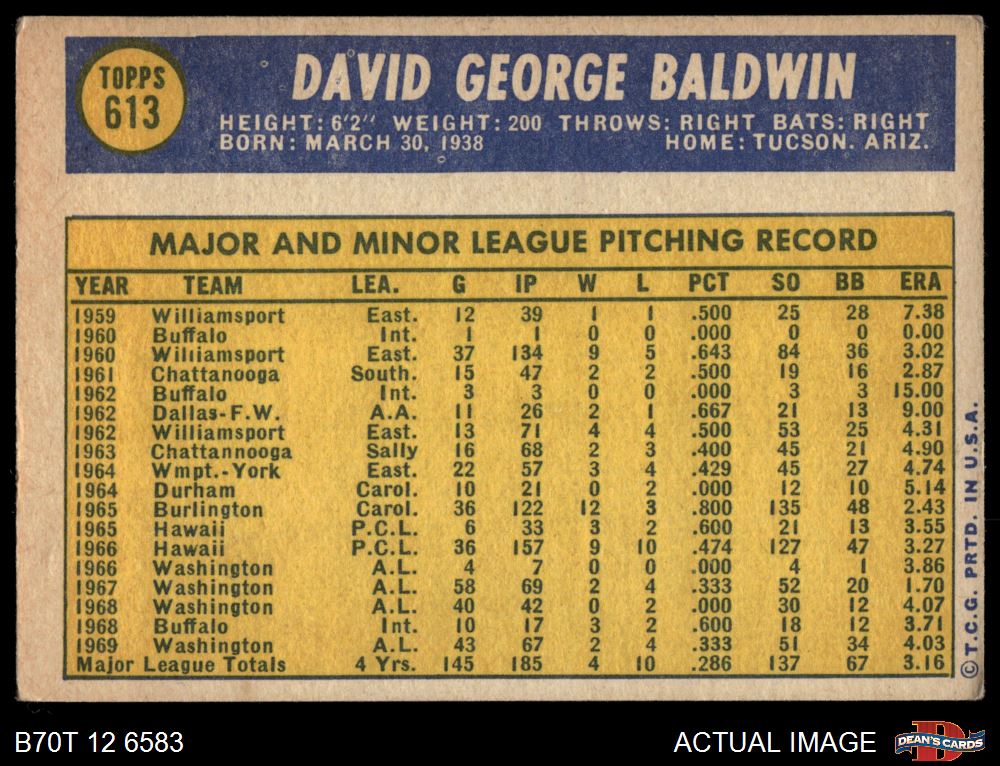 TOPPS
613
DAVID GEORGE BALDWIN
HEIGHT: 6'2" WEIGHT: 200 THROWS: RIGHT BATS: RIGHT
BORN: MARCH 30, 1938 HOME: TUCSON. ARIZ.
MAJOR AND MINOR LEAGUE PITCHING RECORD
YEAR TEAM LEA. G IP W L PCT SO BB ERA
1959 Williamsport East. 12 39 1 1 .500 25 28 7.38
1960 Buffalo Int. 1 1 0 0 .000 0 0 0.00
1960 Williamsport East. 37 134 9 5 .643 84 36 3.02
1961 Chattanooga South. 15 47 2 2 .500 19 16 2.87
1962 Buffalo Int. 3 3 0 0 .000 3 3 15.00
1962 Dallas-F.W. A.A. 11 26 2 1 .667 21 13 9.00
1962 Williamsport East. 13 71 4 4 .500 53 25 4.31
1963 Chattannooga Sally 16 68 2 3 .400 45 21 4.90
1964 Wmpt.-York East. 22 57 3 4 .429 45 27 4.74
1964 Durham Carol. 10 21 0 2 .000 12 10 5.14
1965 Burlington Carol. 36 122 12 3 .800 135 48 2.43
1965 Hawaii P.C.L. 6 33 3 2 .600 21 13 3.55
1966 Hawaii P.C.L. 36 157 9 10 .474 127 47 3.27
1966 Washington A.L. 4 7 0 0 .000 4 1 3.86
1967 Washington A.L. 58 69 2 4 .333 52 20 1.70
1968 Washington A.L. 40 42 0 2 .000 30 12 4.07
1968 Buffalo Int. 10 17 3 2 .600 18 12 3.71
1969 Washington A.L. 43 67 2 4 .333 51 34 4.03
Major League Totals 4 Yrs. 145 185 4 10 .286 137 67 3.16
© T.C.G. PRTD. IN U.S.A.
B70T 12 6583 ACTUAL IMAGE
DEAN'S CARDS